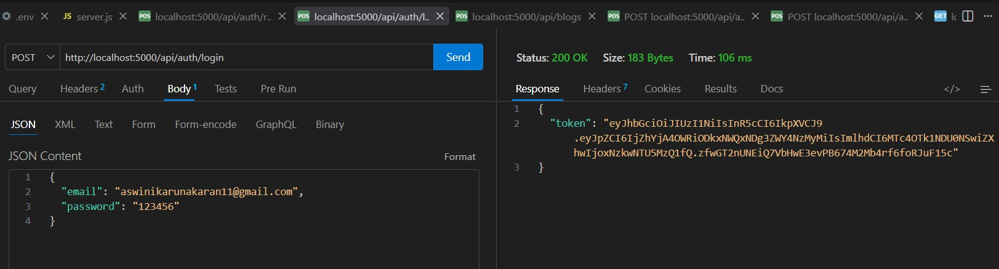 .env
JS server.js
POS localhost:5000/api/auth/r..
POS localhost:5000/api/auth/l..
POS localhost:5000/api/blogs
POS POST localhost:5000/api/a..
POS POST localhost:5000/api/a..
GET lo
POST http://localhost:5000/api/auth/login Send
Query Headers 2 Auth Body 1 Tests Pre Run
JSON XML Text Form Form-encode GraphQL Binary
JSON Content Format
1 {
2 "email": "aswinikarunakaran11@gmail.com",
3 "password": "123456"
4 }
Status: 200 OK Size: 183 Bytes Time: 106 ms
Response Headers 7 Cookies Results Docs </>
1 {
2 "token": "eyJhbGciOiJIUzI1NiIsInR5cCI6IkpXVCJ9
.eyJpZCI6IjZhYjA4OWRiODkxNWQxNDg3ZWY4NzMyMiIsImlhdCI6MTc4OTk1NDU0NSwiZX
hwIjoxNzkwNTU5MzQ1fQ.zfwGT2nUNEiQ7VbHwE3evPB674M2Mb4rf6foRJuF15c"
3 }